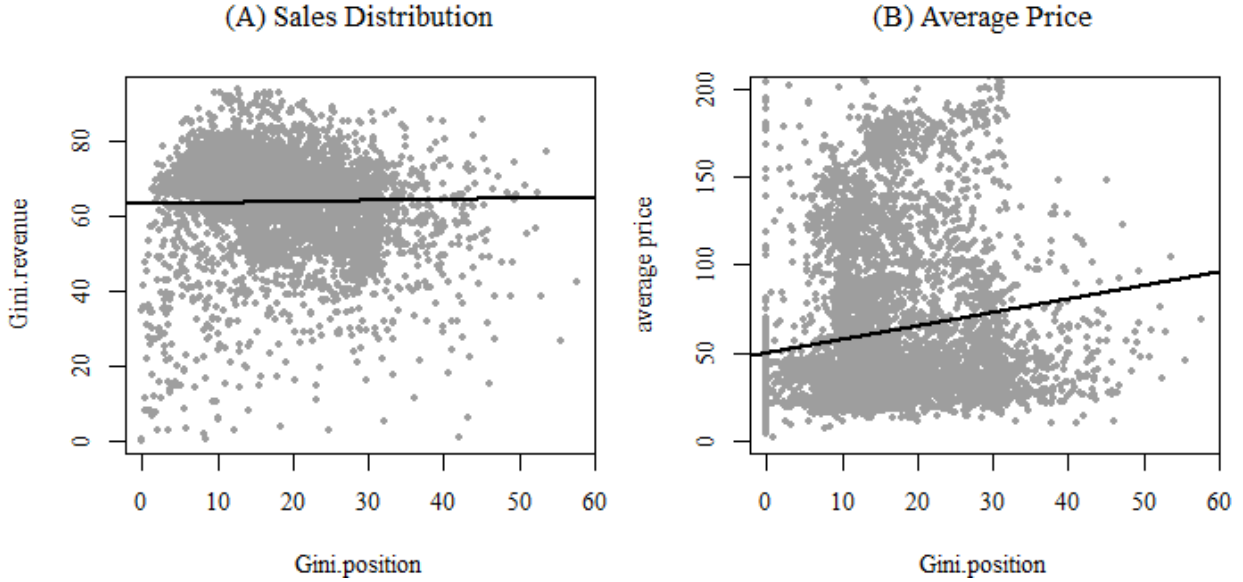 (A) Sales Distribution
Gini.revenue
80
60
40
20
0
0 10 20 30 40 50 60
Gini.position
(B) Average Price
average price
200
150
100
50
0
0 10 20 30 40 50 60
Gini.position